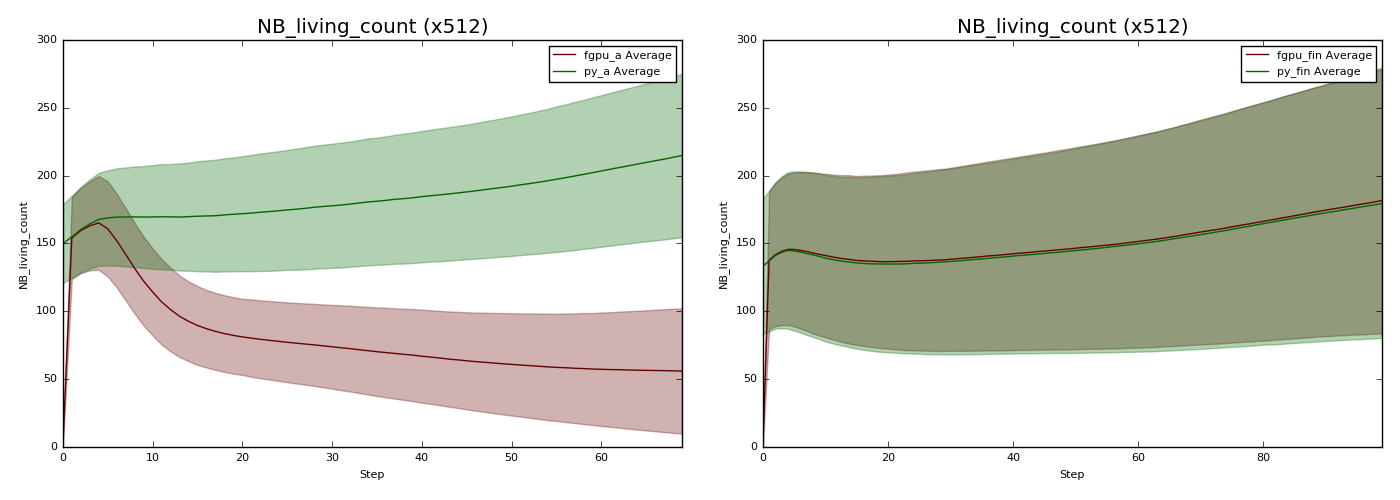 NB_living_count (x512)
300
250
200
150
100
50
0
NB_living_count
fgpu_a Average
py_a Average
0 10 20 30 40 50 60
Step
NB_living_count (x512)
300
250
200
150
100
50
0
NB_living_count
fgpu_fin Average
py_fin Average
0 20 40 60 80
Step